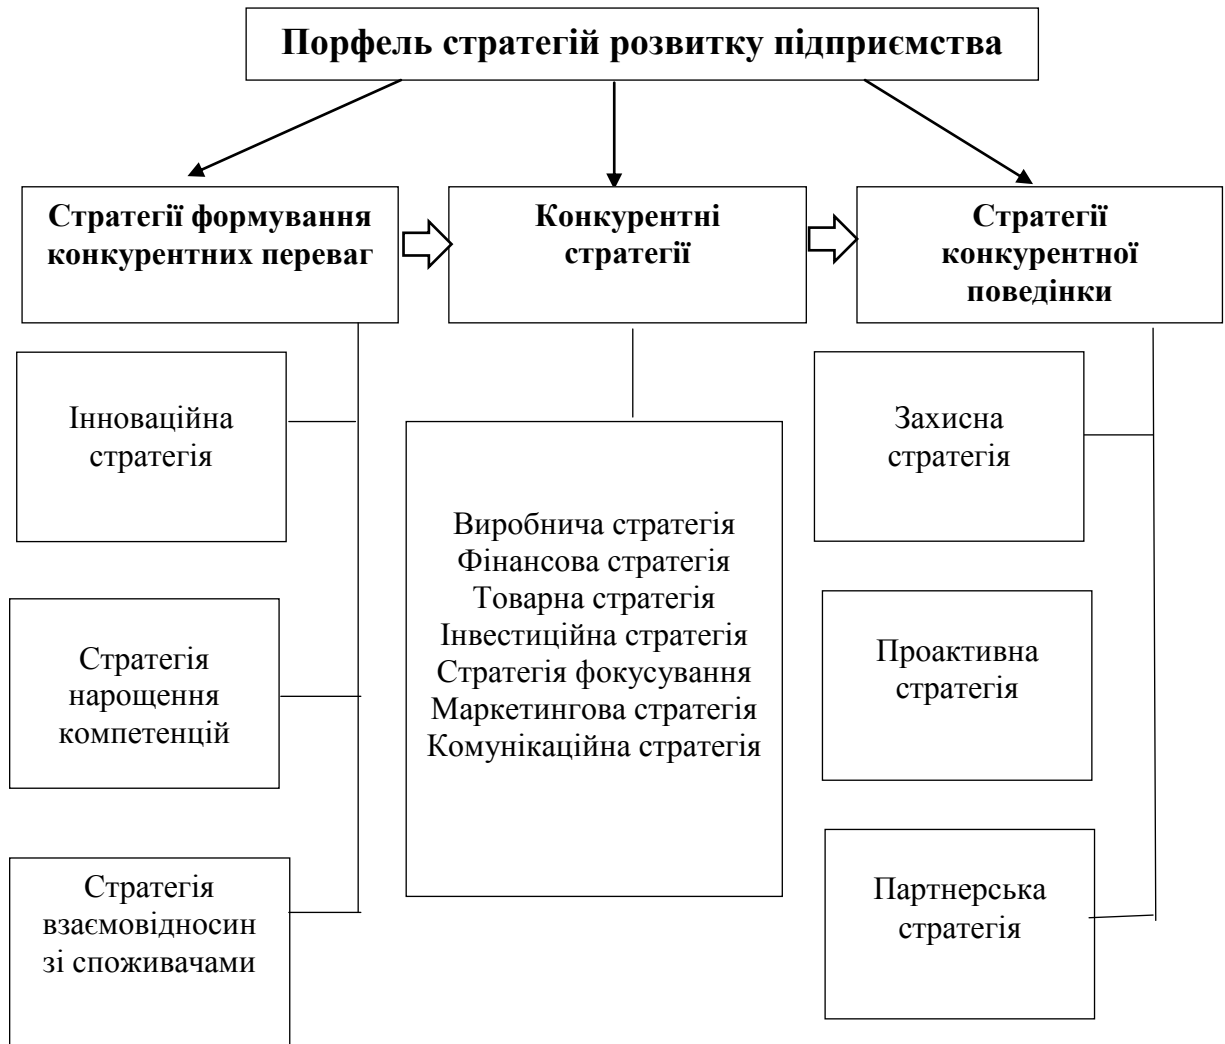 Порфель стратегій розвитку підприємства
Стратегії формування
конкурентних переваг
Конкурентні
стратегії
Стратегії
конкурентної
поведінки
Інноваційна
стратегія
Стратегія
нарощення
компетенцій
Стратегія
взаємовідносин
зі споживачами
Виробнича стратегія
Фінансова стратегія
Товарна стратегія
Інвестиційна стратегія
Стратегія фокусування
Маркетингова стратегія
Комунікаційна стратегія
Захисна
стратегія
Проактивна
стратегія
Партнерська
стратегія